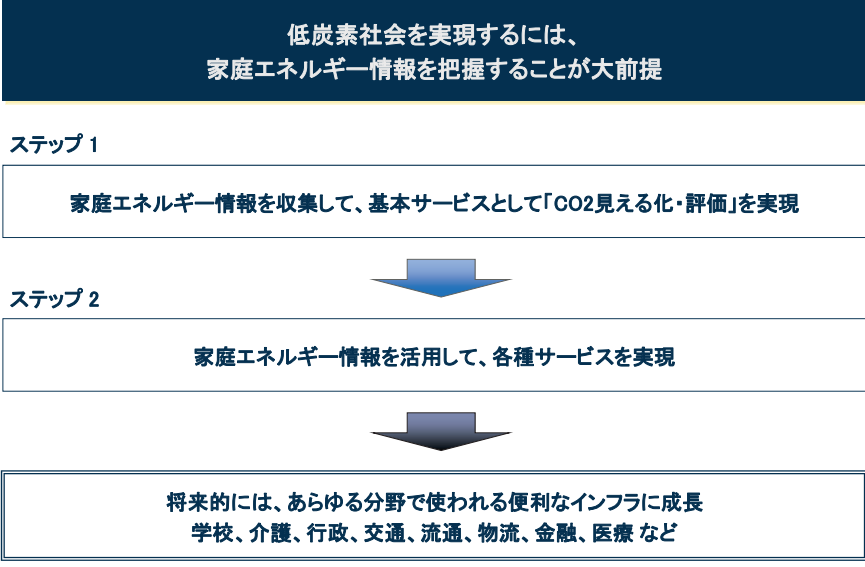 低炭素社会を実現するには、
家庭エネルギー情報を把握することが大前提
ステップ 1
家庭エネルギー情報を収集して、基本サービスとして「CO2見える化・評価」を実現
ステップ 2
家庭エネルギー情報を活用して、各種サービスを実現
将来的には、あらゆる分野で使われる便利なインフラに成長
学校、介護、行政、交通、流通、物流、金融、医療 など